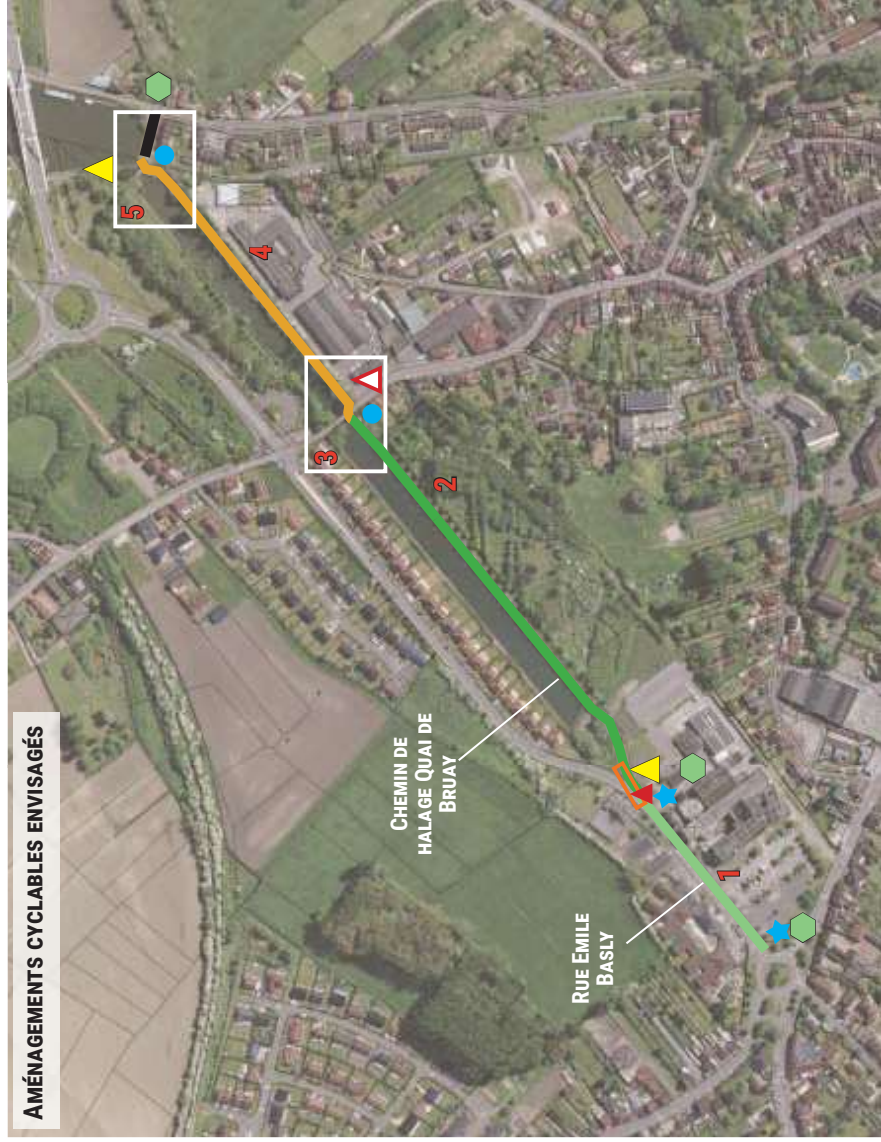 AMÉNAGEMENTS CYCLABLES ENVISAGÉS
RUE EMILE
BASLY
CHEMIN DE
HALAGE QUAI DE
BRUAY
1
2
3
4
5